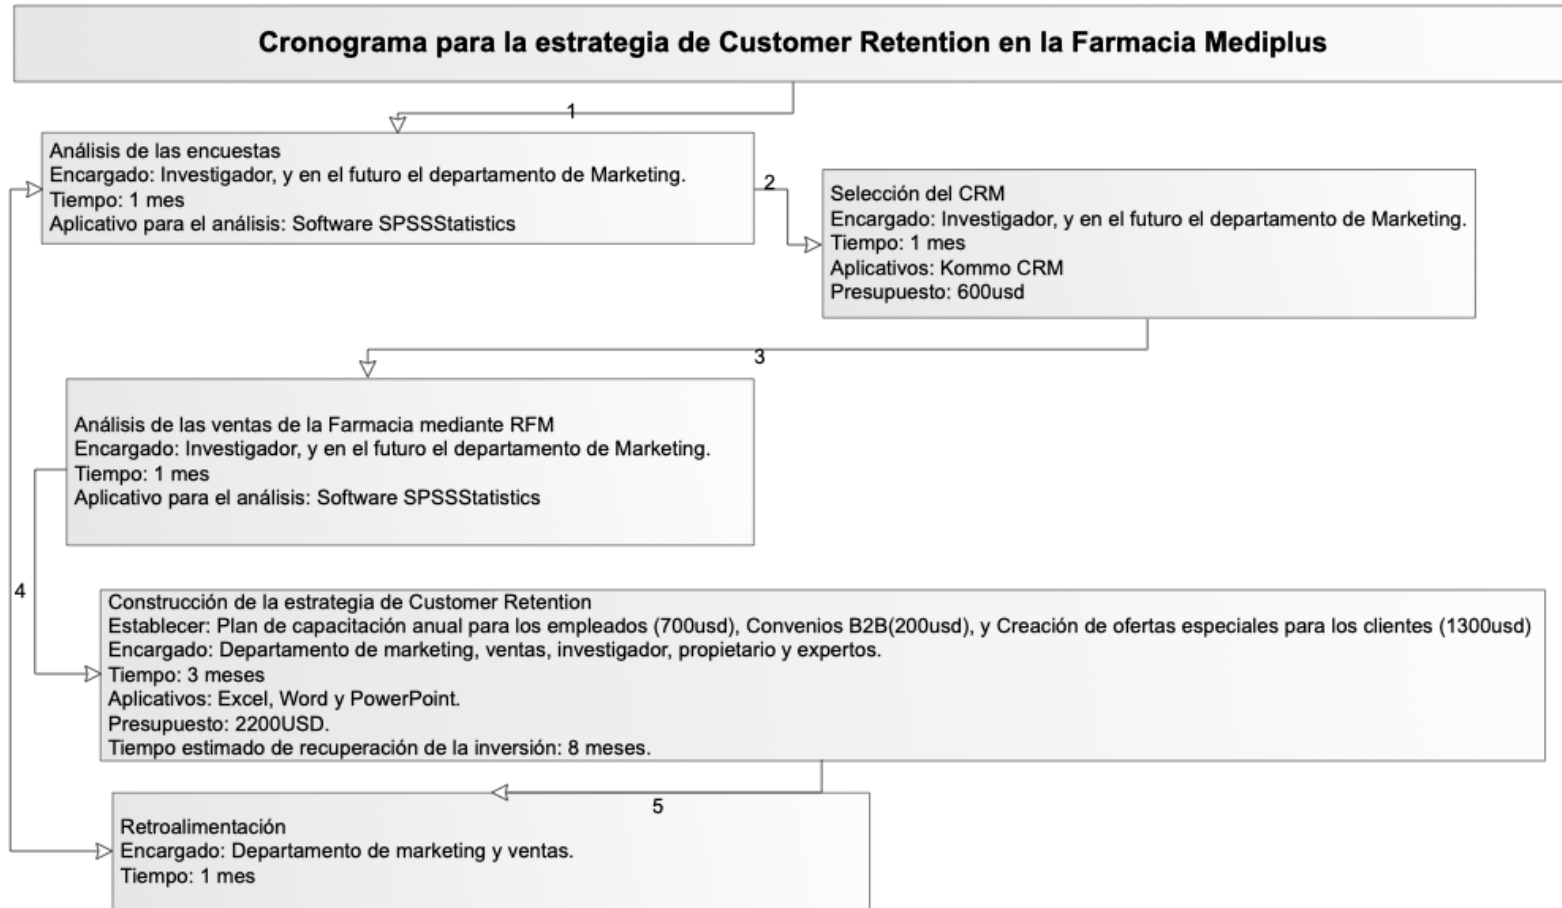 Cronograma para la estrategia de Customer Retention en la Farmacia Mediplus
1
Análisis de las encuestas
Encargado: Investigador, y en el futuro el departamento de Marketing.
Tiempo: 1 mes
Aplicativo para el análisis: Software SPSSStatistics
2
Selección del CRM
Encargado: Investigador, y en el futuro el departamento de Marketing.
Tiempo: 1 mes
Aplicativos: Kommo CRM
Presupuesto: 600usd
3
Análisis de las ventas de la Farmacia mediante RFM
Encargado: Investigador, y en el futuro el departamento de Marketing.
Tiempo: 1 mes
Aplicativo para el análisis: Software SPSSStatistics
4
Construcción de la estrategia de Customer Retention
Establecer: Plan de capacitación anual para los empleados (700usd), Convenios B2B(200usd), y Creación de ofertas especiales para los clientes (1300usd)
Encargado: Departamento de marketing, ventas, investigador, propietario y expertos.
Tiempo: 3 meses
Aplicativos: Excel, Word y PowerPoint.
Presupuesto: 2200USD.
Tiempo estimado de recuperación de la inversión: 8 meses.
5
Retroalimentación
Encargado: Departamento de marketing y ventas.
Tiempo: 1 mes